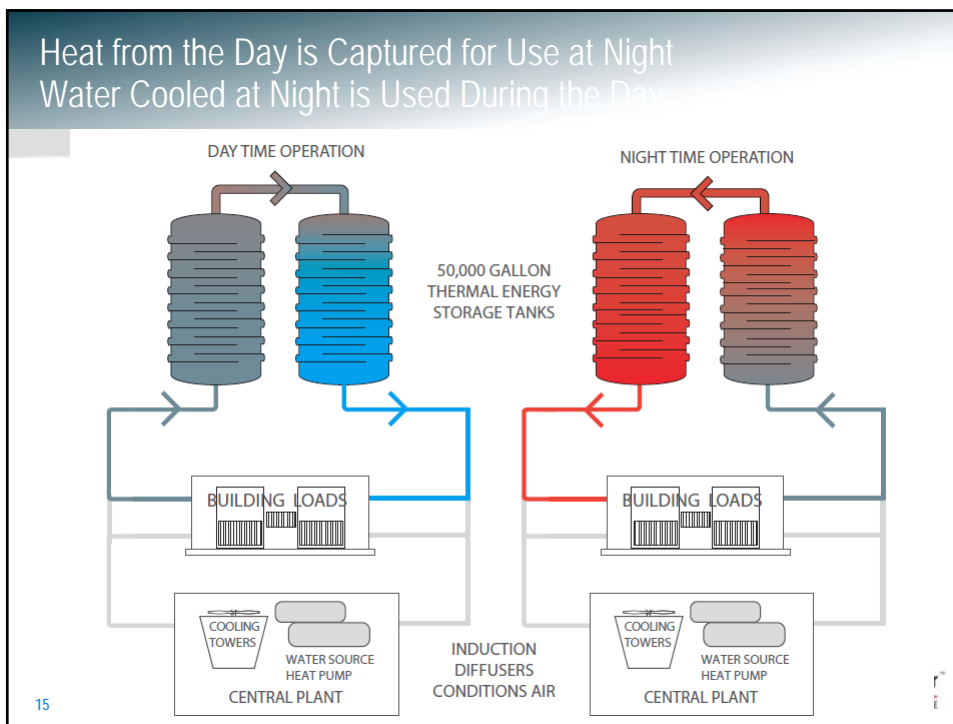 Heat from the Day is Captured for Use at Night
Water Cooled at Night is Used During the Day
DAY TIME OPERATION
NIGHT TIME OPERATION
50,000 GALLON
THERMAL ENERGY
STORAGE TANKS
BUILDING LOADS
BUILDING LOADS
COOLING
TOWERS
WATER SOURCE
HEAT PUMP
CENTRAL PLANT
INDUCTION
DIFFUSERS
CONDITIONS AIR
COOLING
TOWERS
WATER SOURCE
HEAT PUMP
CENTRAL PLANT
15